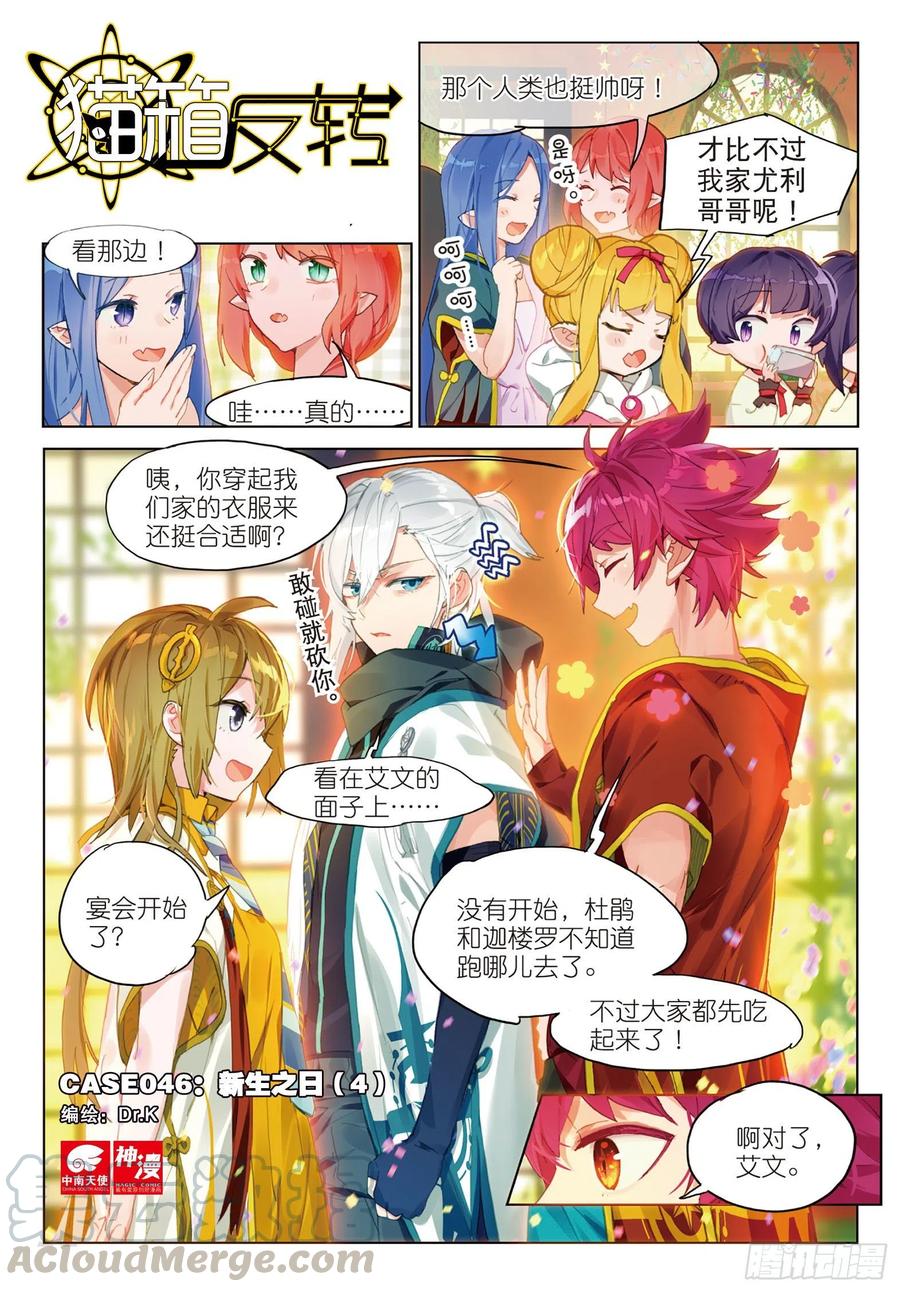 猫箱反转
看那边！
哇……真的……
那个人类也挺帅呀！
是呀。
呵呵呵……
才比不过
我家尤利
哥哥呢！
咦，你穿起我
们家的衣服来
还挺合适啊？
敢碰就砍你。
看在艾文的
面子上……
宴会开始
了？
没有开始，杜鹃
和迦楼罗不知道
跑哪儿去了。
不过大家都先吃
起来了！
啊对了，
艾文。
CASE046：新生之日（4）
编绘：Dr.K
中南天使
CHINA SOUTH ANGEL
神漫
MAGIC COMIC
ACloudMerge.com
腾讯动漫